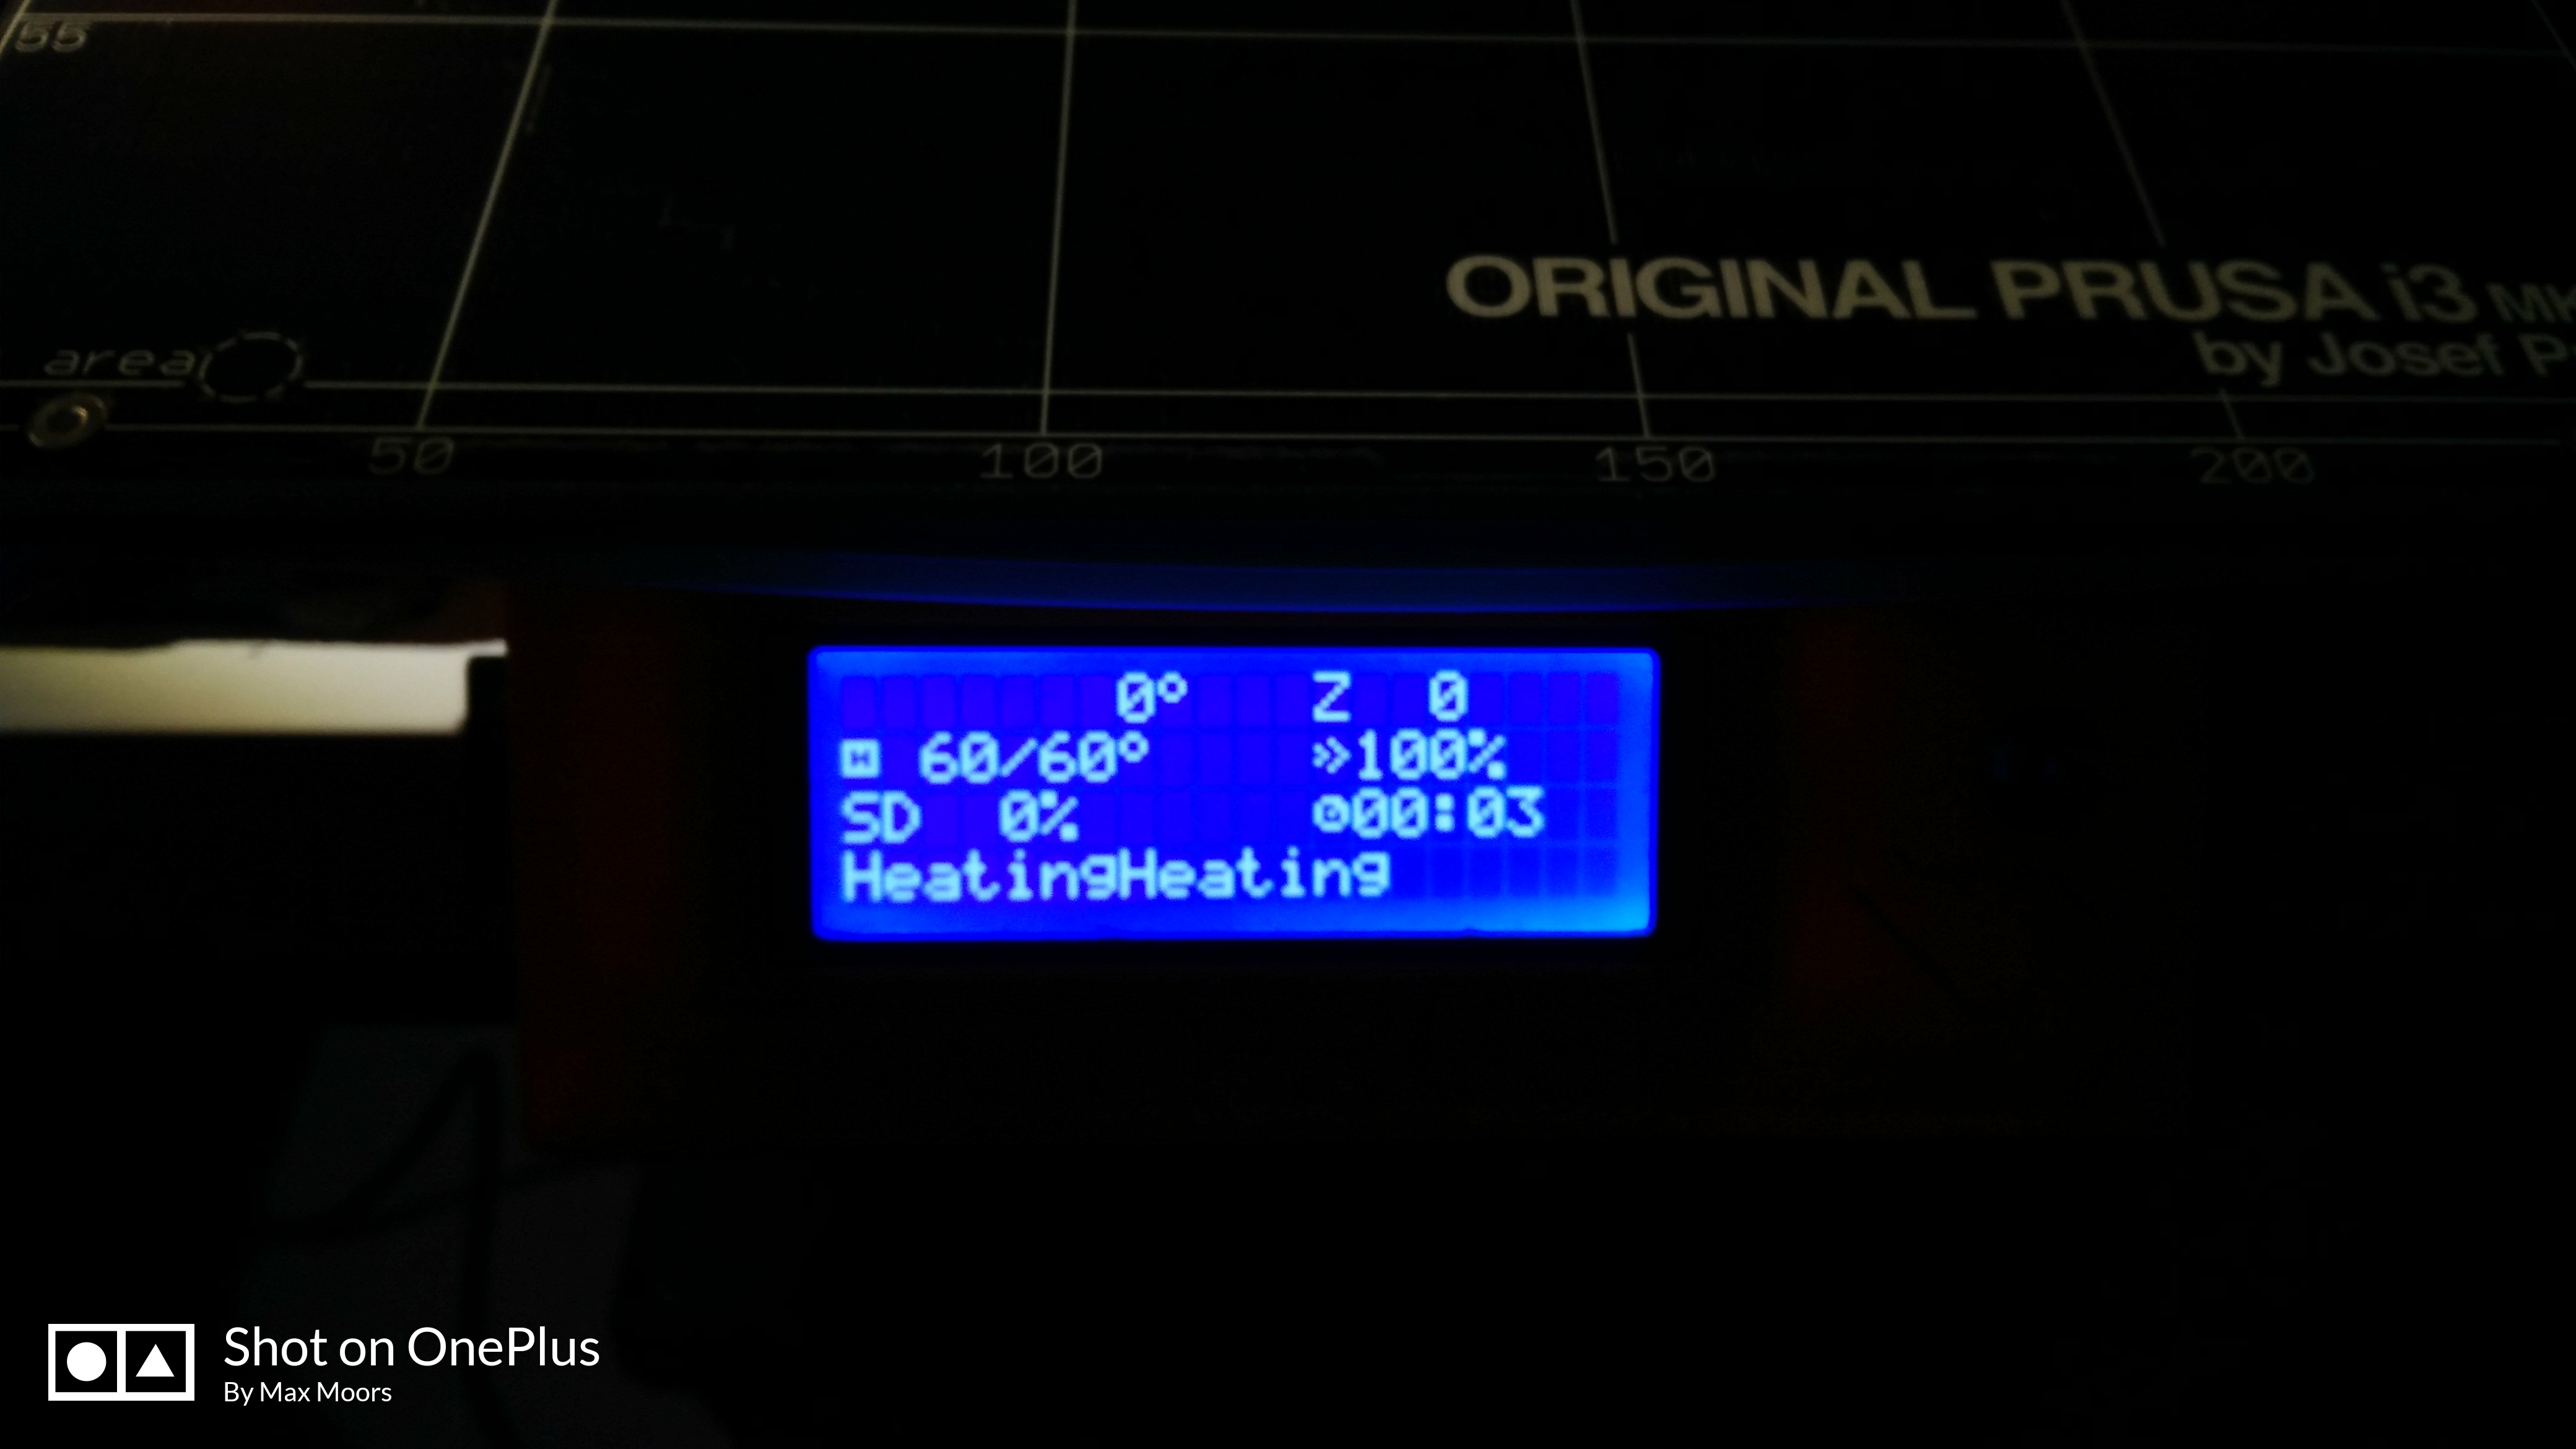 55
ORIGINAL PRUSA i3 MK
by Josef P
area
50 100 150 200
0° Z 0
60/60° »100%
SD 0% 00:03
HeatingHeating
Shot on OnePlus
By Max Moors